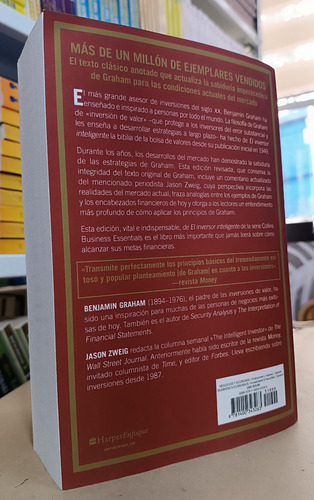 MÁS DE UN MILLÓN DE EJEMPLARES VENDIDOS
El texto clásico anotado que actualiza la sabiduría imperecedera
de Graham para las condiciones actuales del mercado
El más grande asesor de inversiones del siglo XX, Benjamin Graham, ha
enseñado e inspirado a personas por todo el mundo. La filosofía de Graham
de «inversión de valor» —que protege a los inversores del error substancial y
les enseña a desarrollar estrategias a largo plazo— ha hecho de El inversor
inteligente la biblia de la bolsa de valores desde su publicación inicial en 1949.
Durante los años, los desarrollos del mercado han demostrado la sabiduría
de las estrategias de Graham. Esta edición revisada, que conserva la
integridad del texto original de Graham, incluye un comentario actualizado
del mencionado periodista Jason Zweig, cuya perspectiva incorpora las
realidades del mercado actual, traza analogías entre los ejemplos de Graham
y los encabezados financieros de hoy y otorga a los lectores un entendimiento
más profundo de cómo aplicar los principios de Graham.
Esta edición, vital e indispensable, de El inversor inteligente de la serie Collins
Business Essentials es el libro más importante que jamás leerá sobre cómo
alcanzar sus metas financieras.
«Transmite perfectamente los principios básicos del tremendamente exi-
toso y popular planteamiento [de Graham] en cuanto a las inversiones».
—revista Money
BENJAMIN GRAHAM (1894–1976), el padre de las inversiones de valor, ha
sido una inspiración para muchas de las personas de negocios más exito-
sas de hoy. También es el autor de Security Analysis y The Interpretation of
Financial Statements.
JASON ZWEIG redacta la columna semanal «The Intelligent Investor» de The
Wall Street Journal. Anteriormente había sido escritor de la revista Money,
invitado columnista de Time, y editor de Forbes. Lleva escribiendo sobre
inversiones desde 1987.
HarperEnfoque